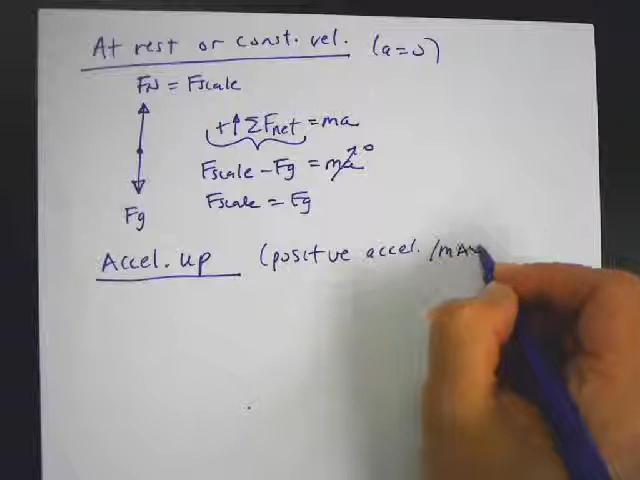 At rest or const. vel. (a=0)
FN = Fscale
+↑ ΣFnet = ma
Fscale - Fg = ma 0
Fscale = Fg
Fg
Accel. up (positive accel. /